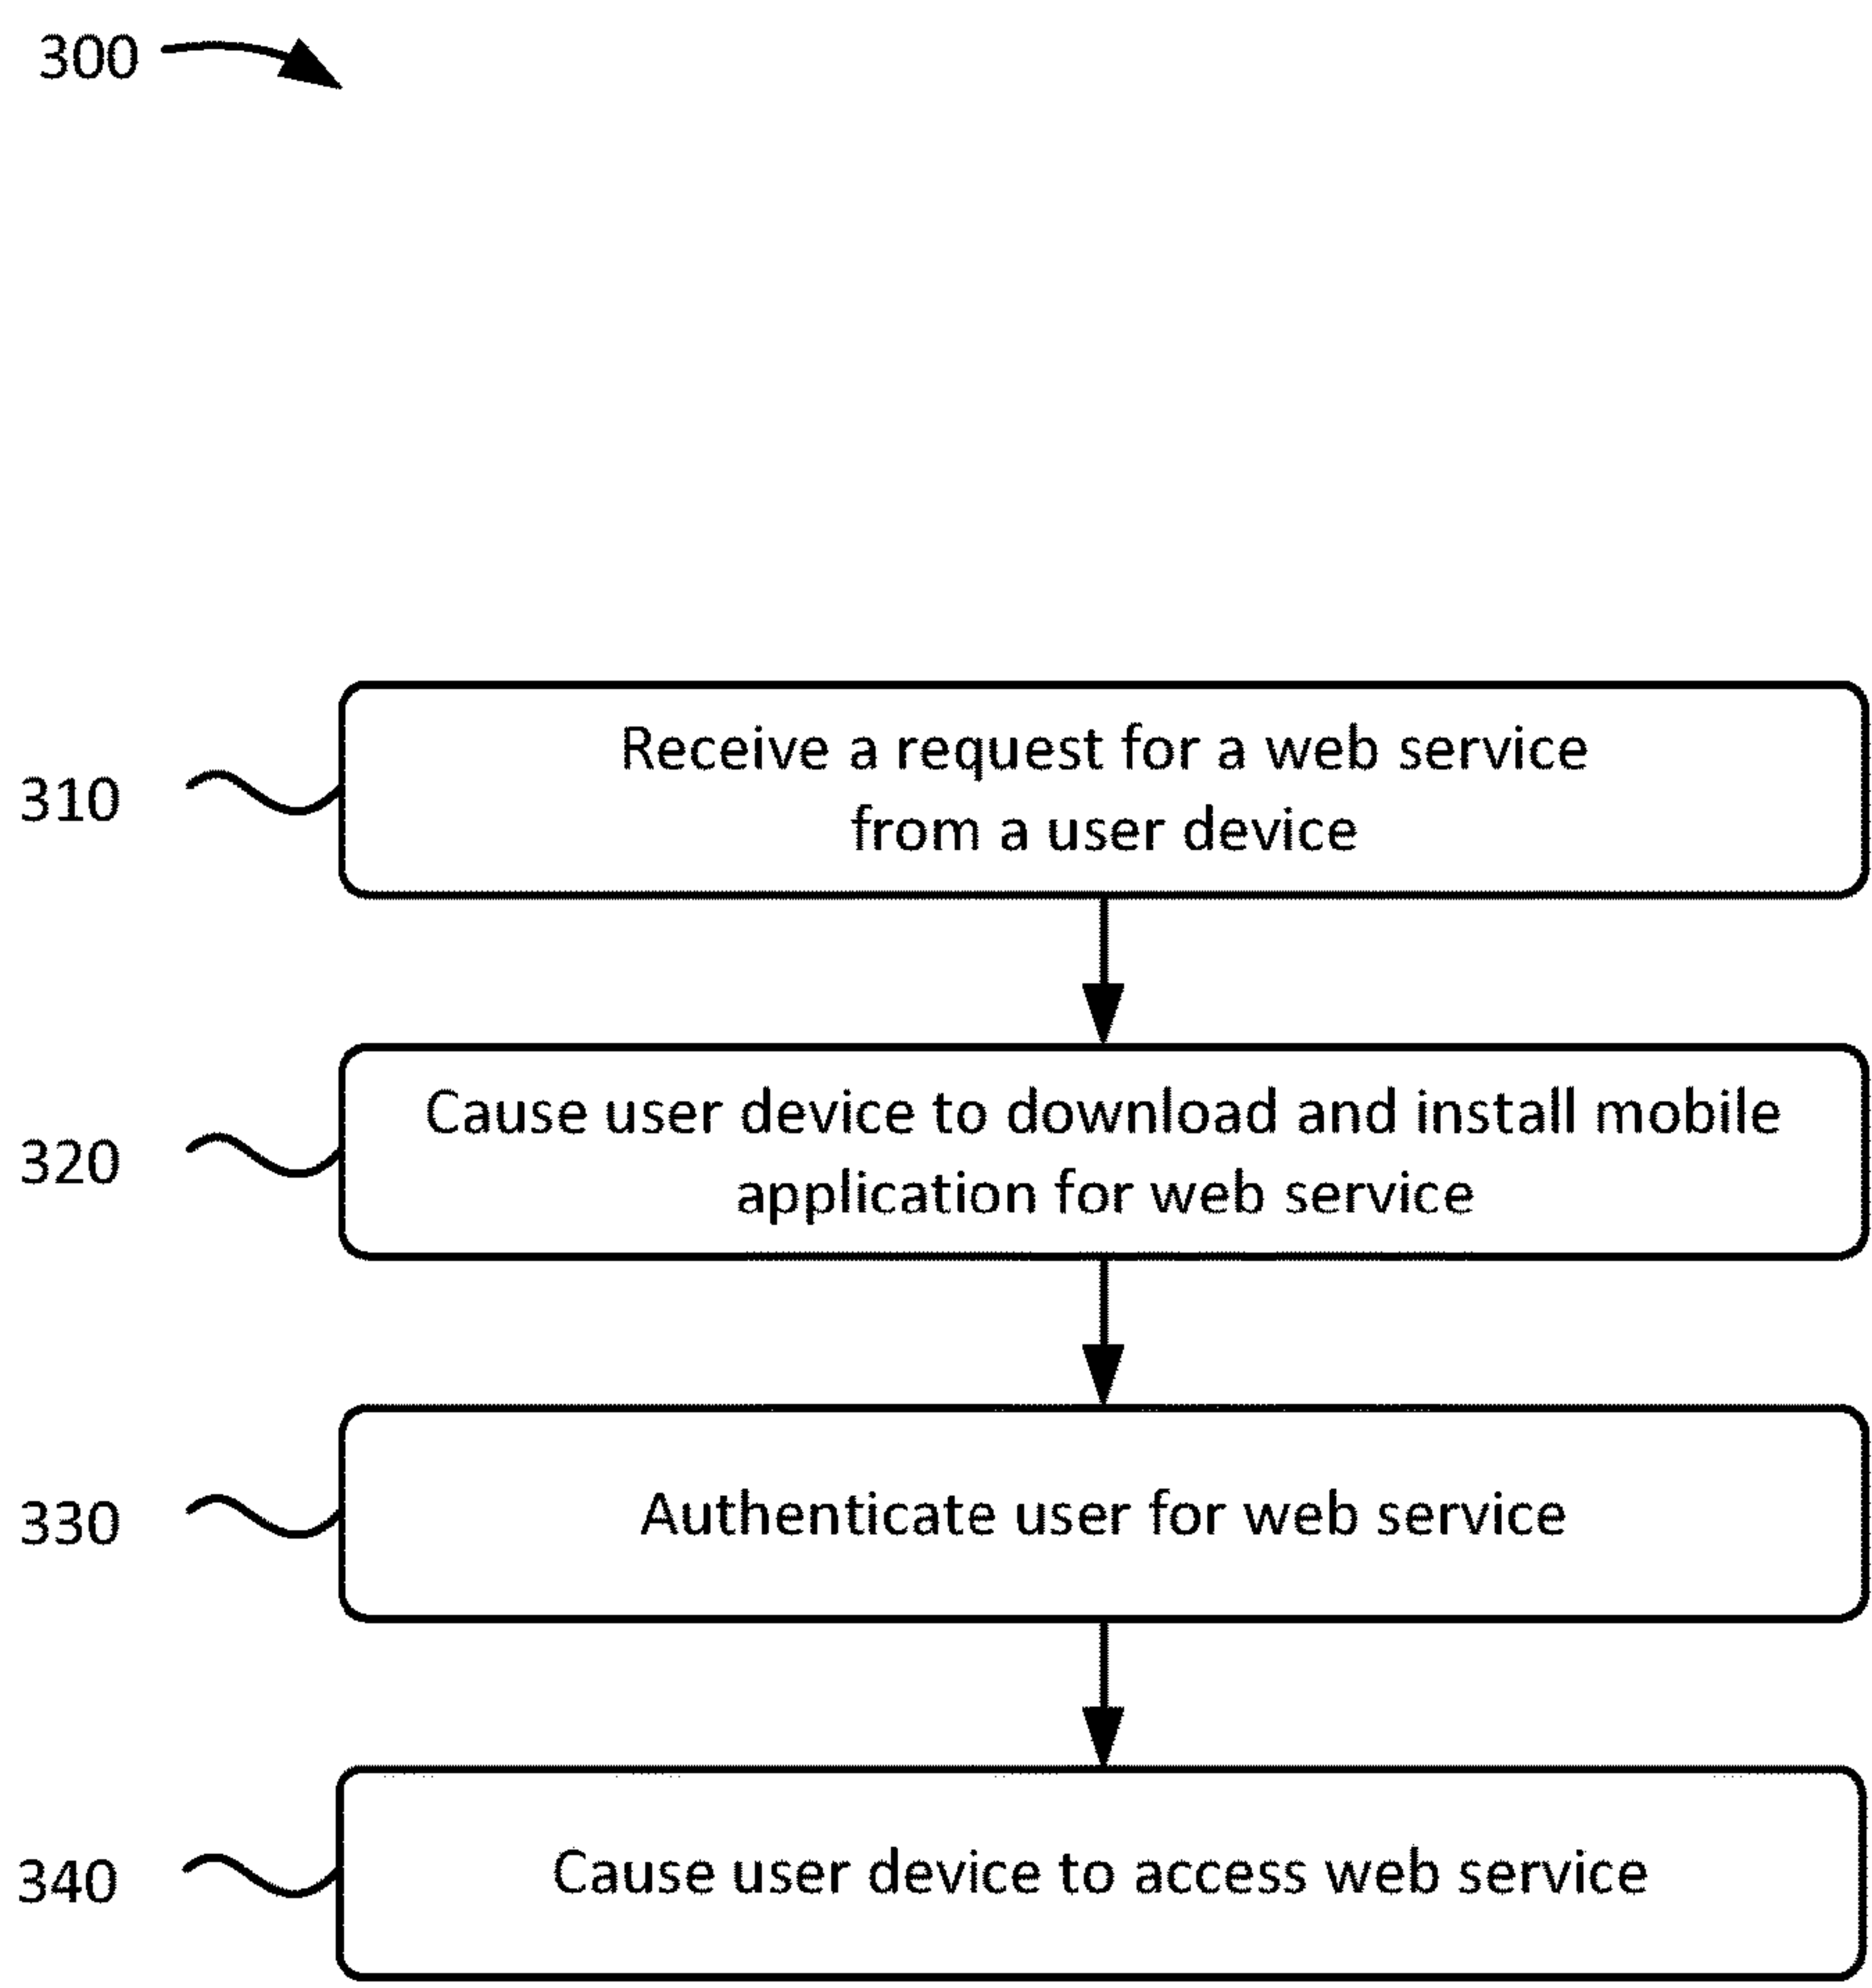 300
310
Receive a request for a web service
from a user device
320
Cause user device to download and install mobile
application for web service
330
Authenticate user for web service
340
Cause user device to access web service